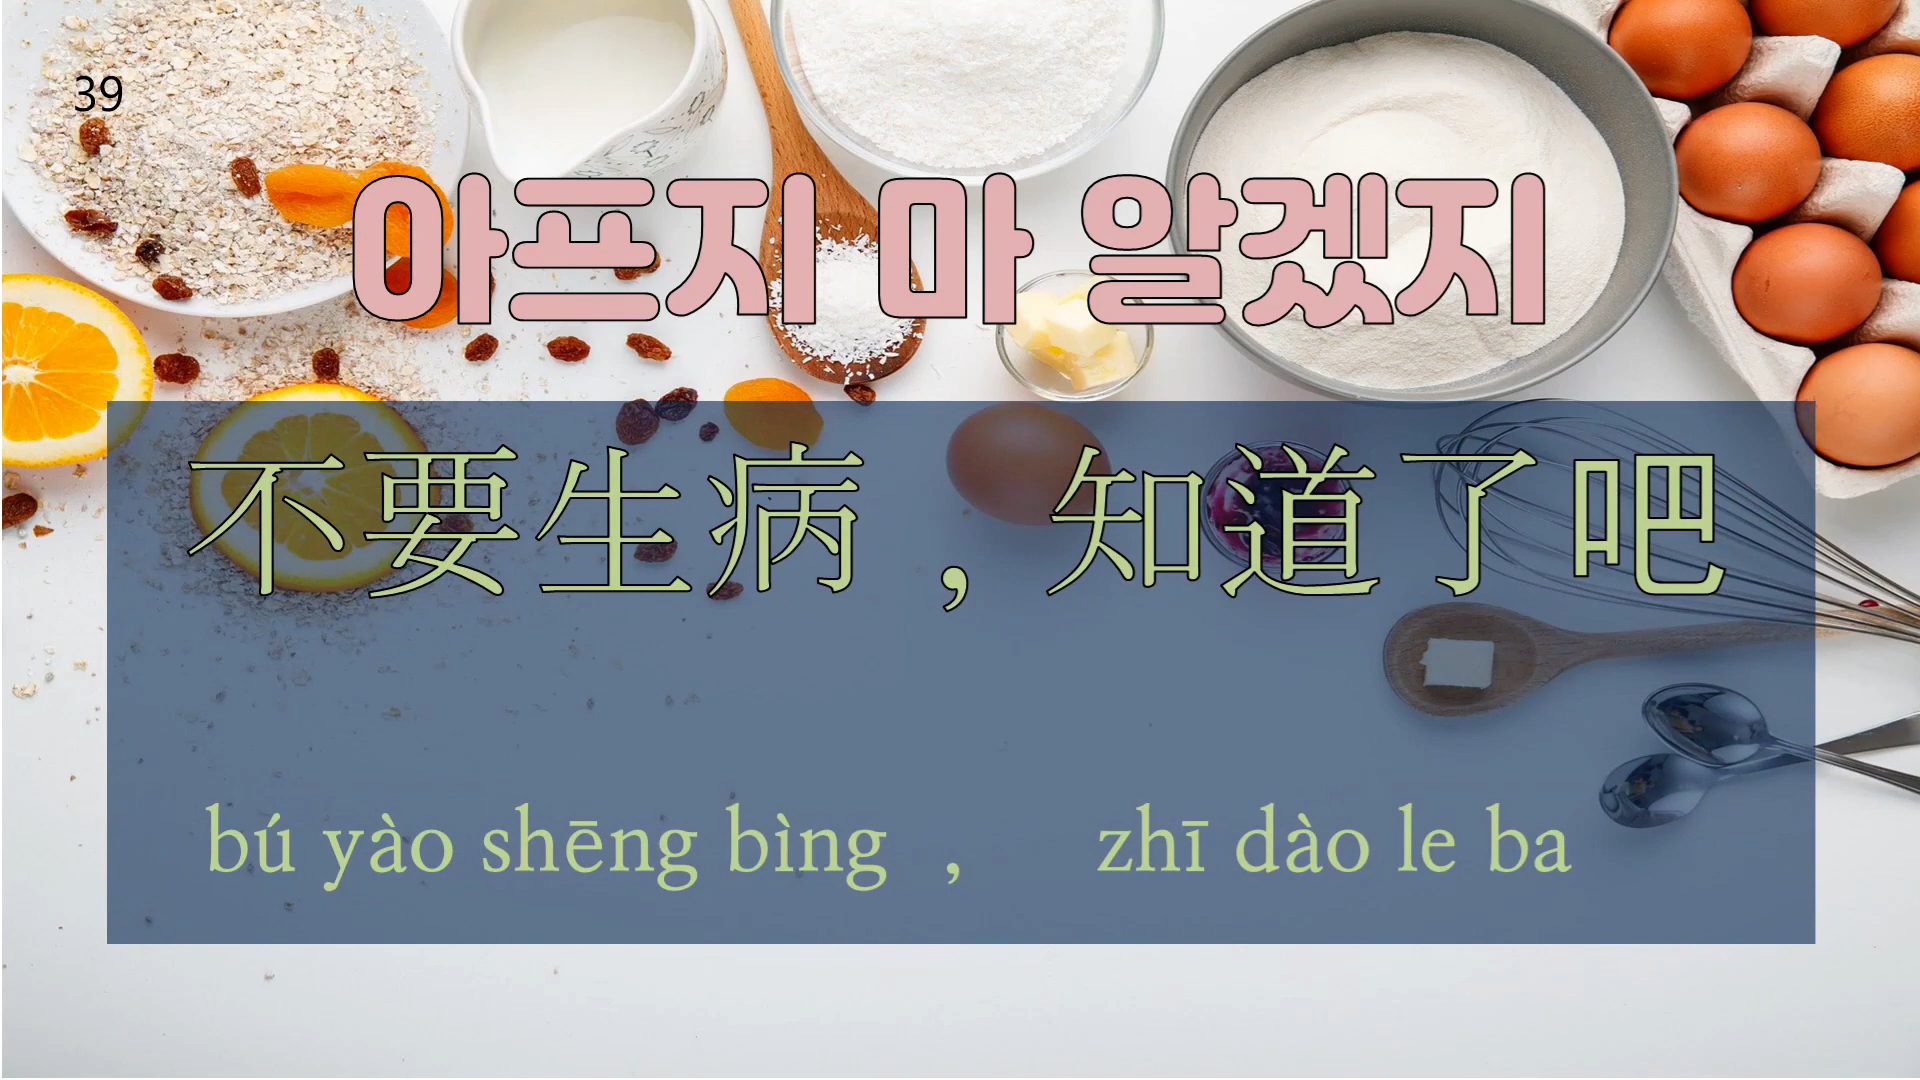 39
아프지 마 알겠지
不要生病，知道了吧
bú yào shēng bìng ， zhī dào le ba